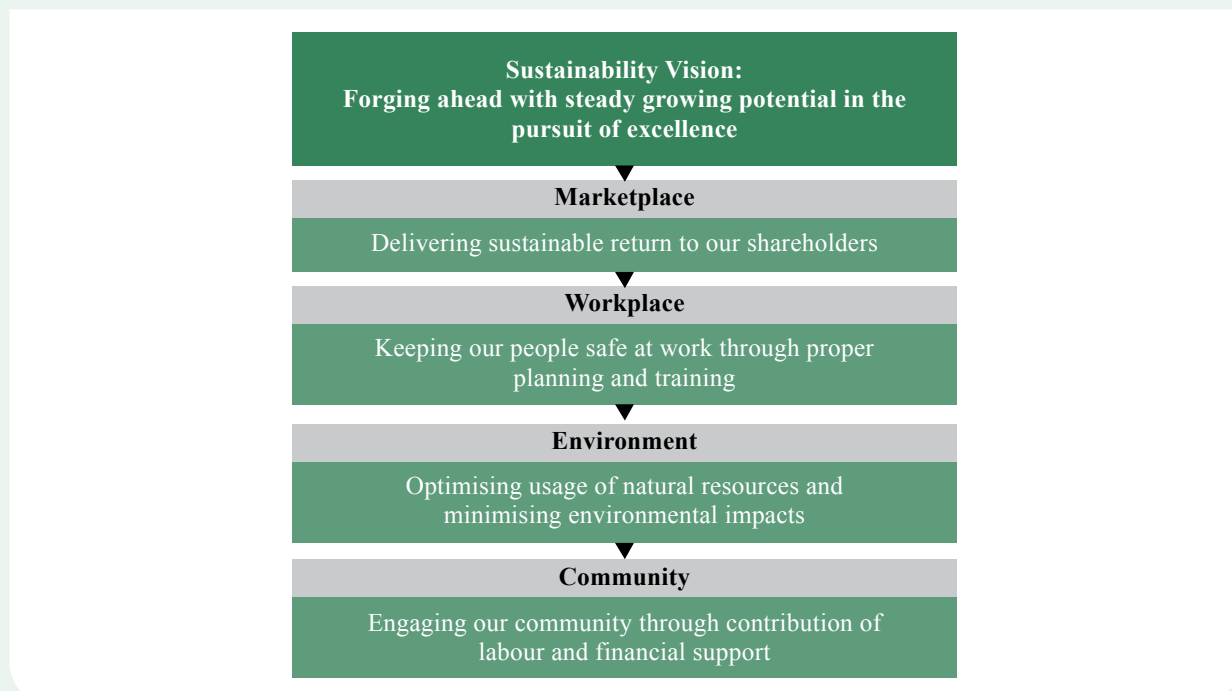 Sustainability Vision:
Forging ahead with steady growing potential in the
pursuit of excellence
Marketplace
Delivering sustainable return to our shareholders
Workplace
Keeping our people safe at work through proper
planning and training
Environment
Optimising usage of natural resources and
minimising environmental impacts
Community
Engaging our community through contribution of
labour and financial support